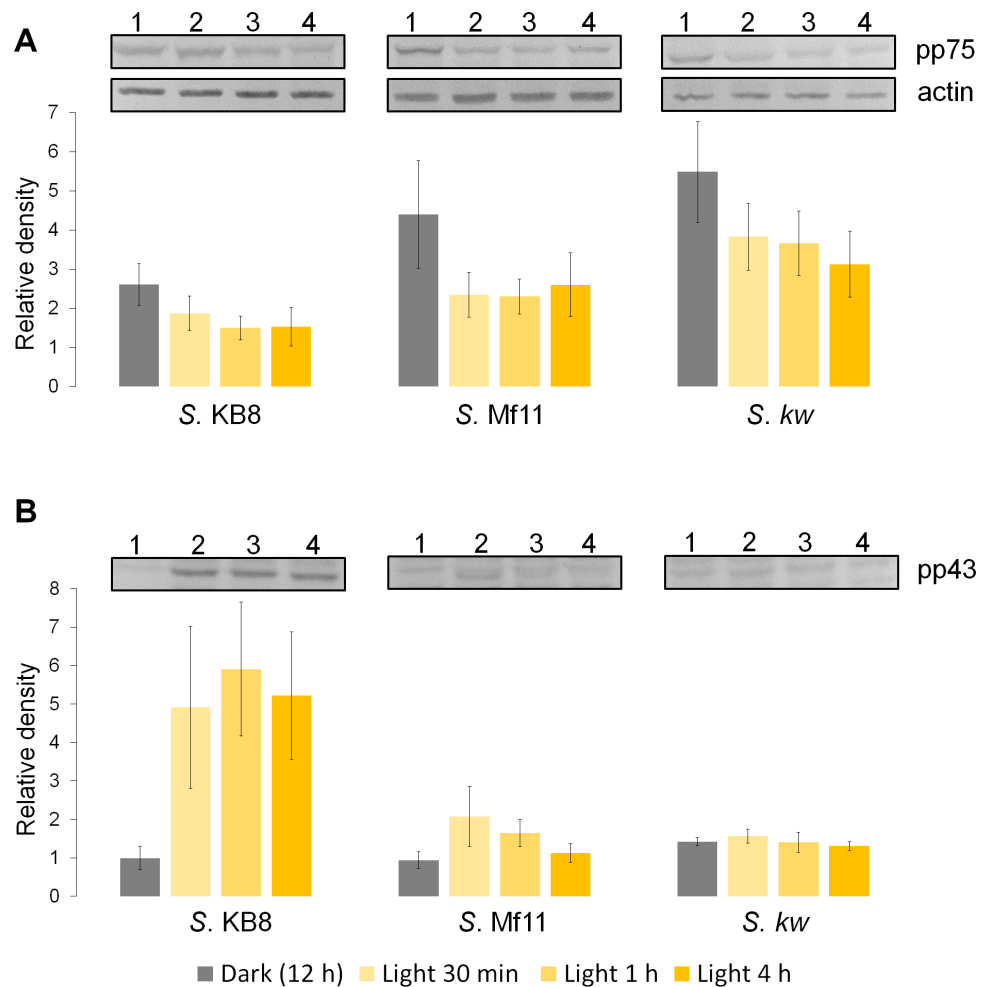 A
1 2 3 4 1 2 3 4 1 2 3 4
pp75
actin
Relative density
7
6
5
4
3
2
1
0
S. KB8 S. Mf11 S. kw
B
1 2 3 4 1 2 3 4 1 2 3 4
pp43
Relative density
8
7
6
5
4
3
2
1
0
S. KB8 S. Mf11 S. kw
Dark (12 h) Light 30 min Light 1 h Light 4 h